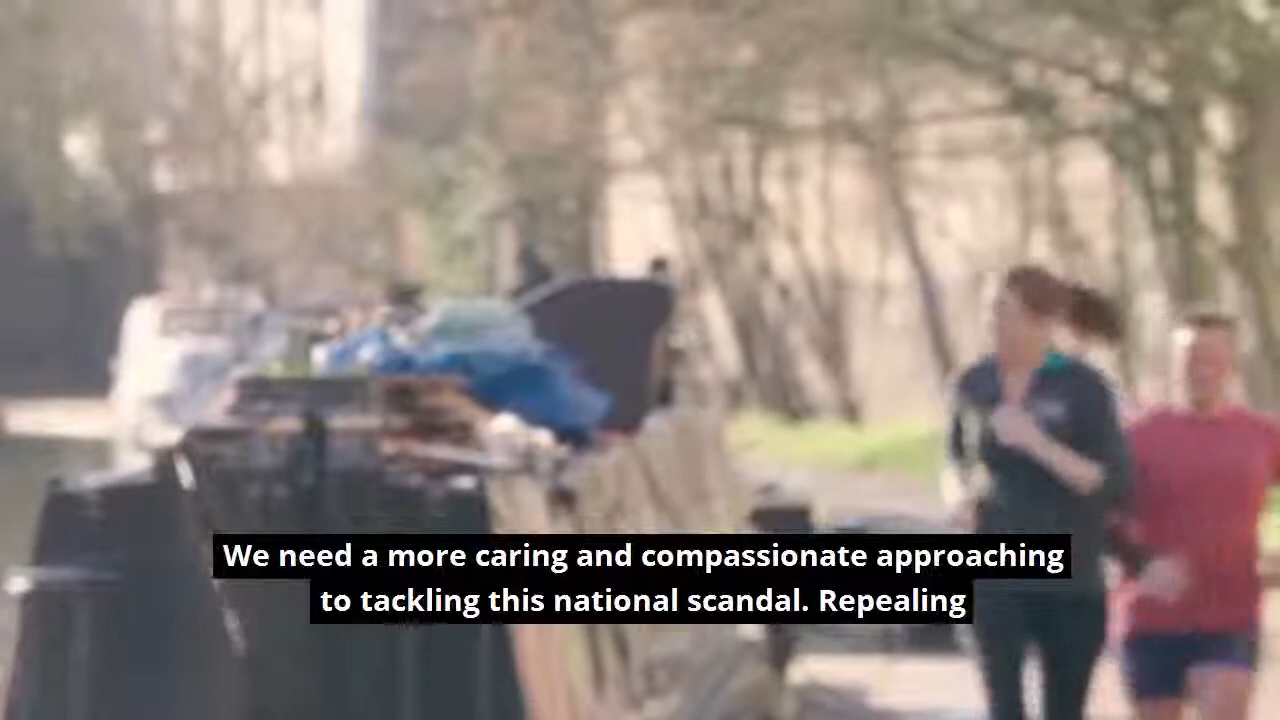 We need a more caring and compassionate approaching
to tackling this national scandal. Repealing